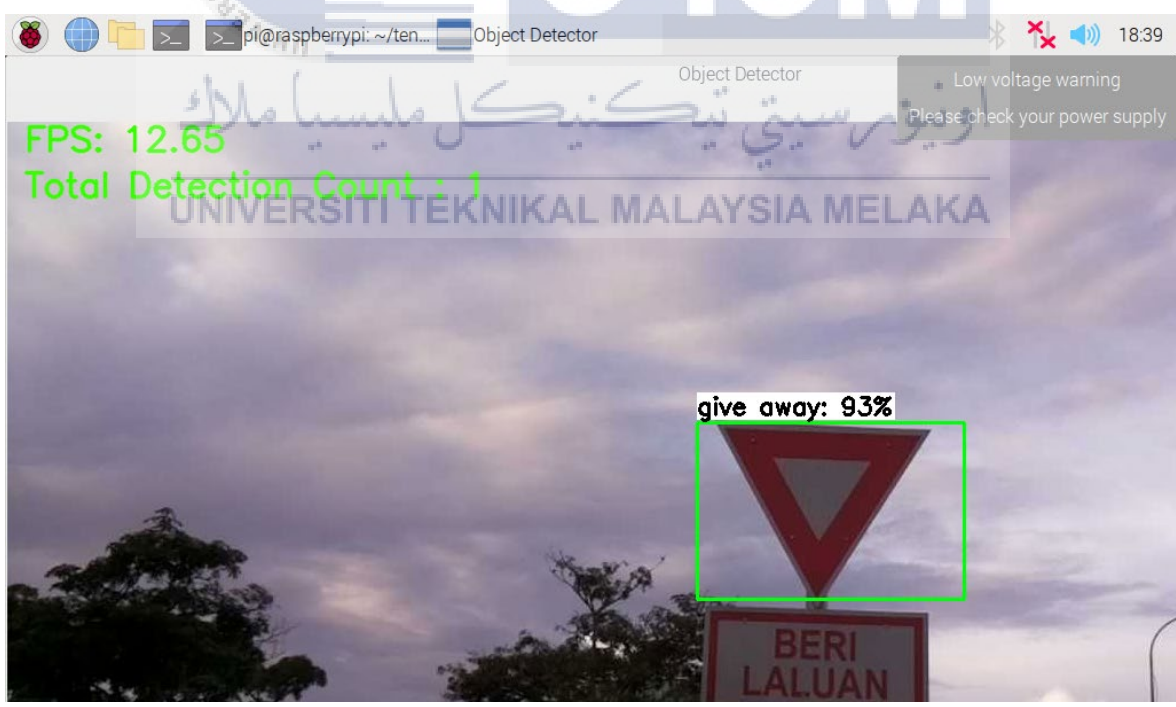 pi@raspberrypi: ~/ten...
Object Detector
18:39
Object Detector
Low voltage warning
Please check your power supply
اونيۏرسيتي تيكنيكل مليسيا ملاك
FPS: 12.65
Total Detection Count : 1
UNIVERSITI TEKNIKAL MALAYSIA MELAKA
give away: 93%
BERI
LALUAN